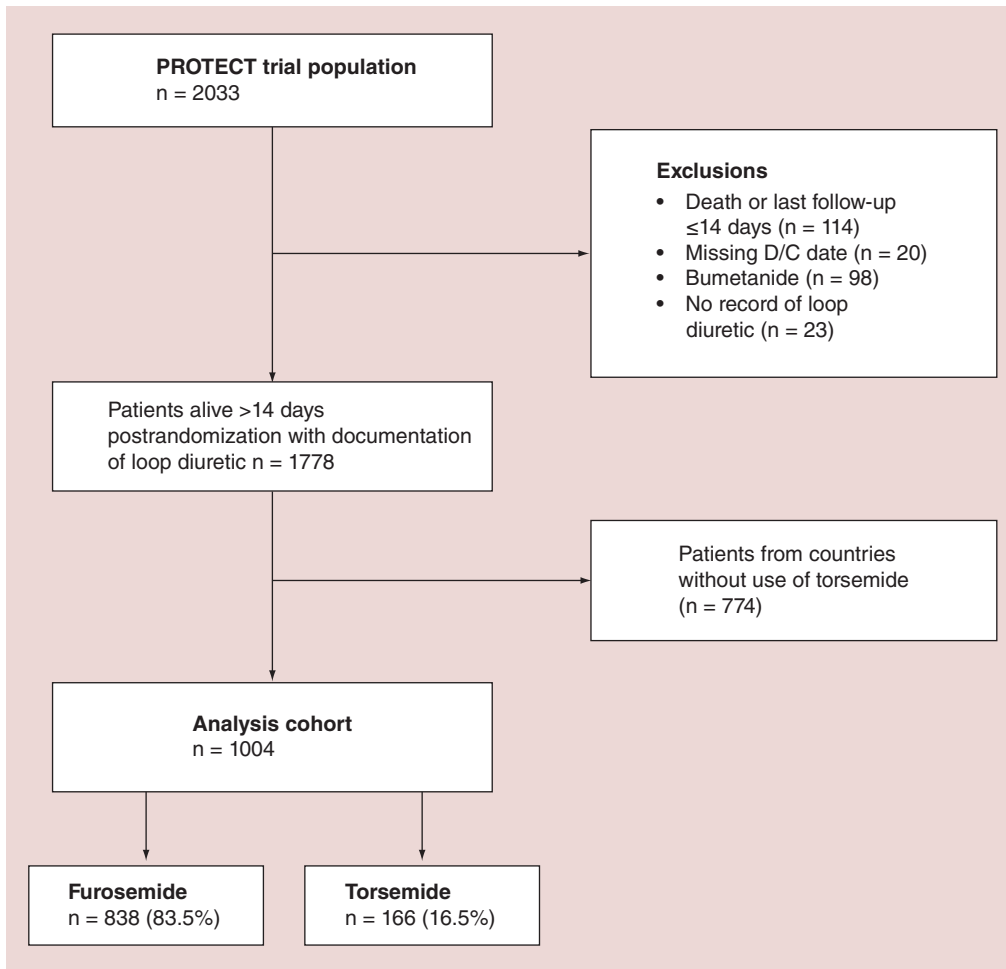 PROTECT trial population
n = 2033
Exclusions
• Death or last follow-up
≤14 days (n = 114)
• Missing D/C date (n = 20)
• Bumetanide (n = 98)
• No record of loop
diuretic (n = 23)
Patients alive >14 days
postrandomization with documentation
of loop diuretic n = 1778
Patients from countries
without use of torsemide
(n = 774)
Analysis cohort
n = 1004
Furosemide
n = 838 (83.5%)
Torsemide
n = 166 (16.5%)